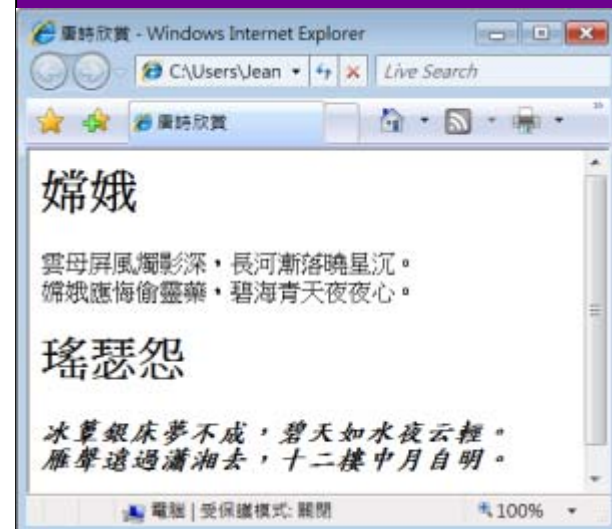 唐詩欣賞 - Windows Internet Explorer
C:\Users\Jean
Live Search
唐詩欣賞
嫦娥
雲母屏風燭影深，長河漸落曉星沉。
嫦娥應悔偷靈藥，碧海青天夜夜心。
瑤瑟怨
冰簟銀床夢不成，碧天如水夜云輕。
雁聲遠過瀟湘去，十二樓中月自明。
電腦 | 受保護模式: 關閉
100%